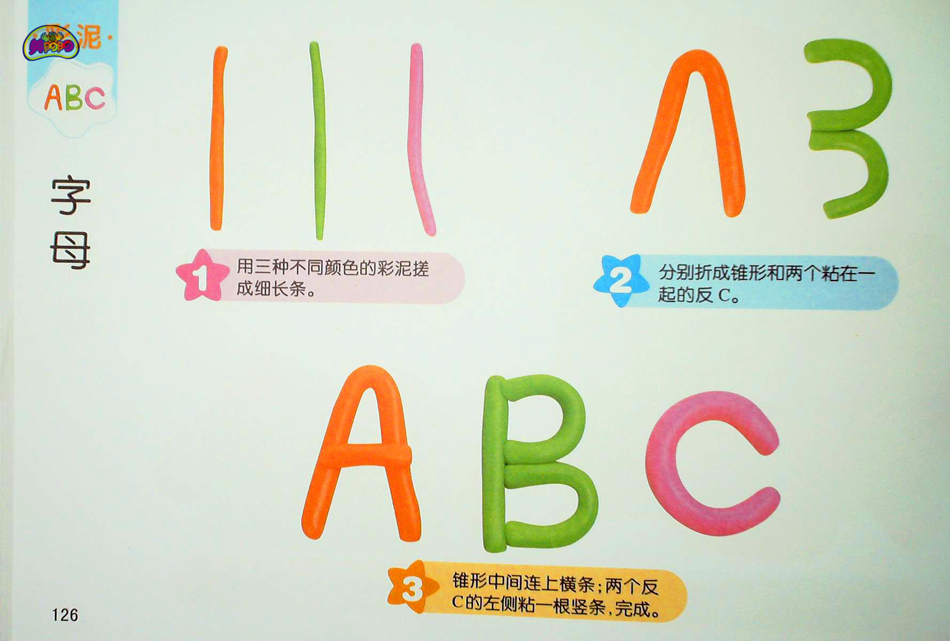 泥
ABC
字母
1
用三种不同颜色的彩泥搓
成细长条。
2
分别折成锥形和两个粘在一
起的反 C。
ABC
3
锥形中间连上横条；两个反
C的左侧粘一根竖条，完成。
126